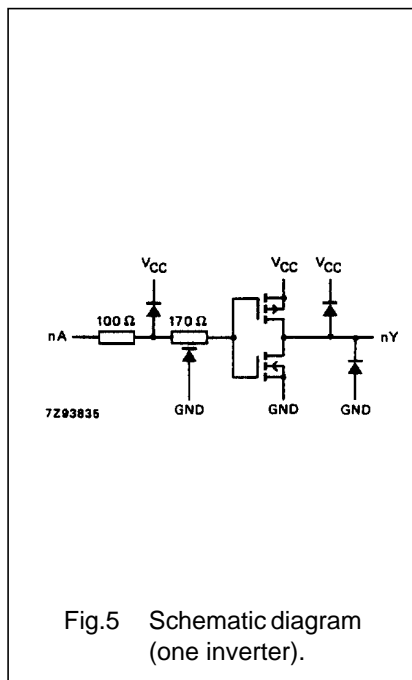 VCC VCC VCC
100 Ω 170 Ω
nA nY
7Z93835 GND GND GND
Fig.5 Schematic diagram
(one inverter).